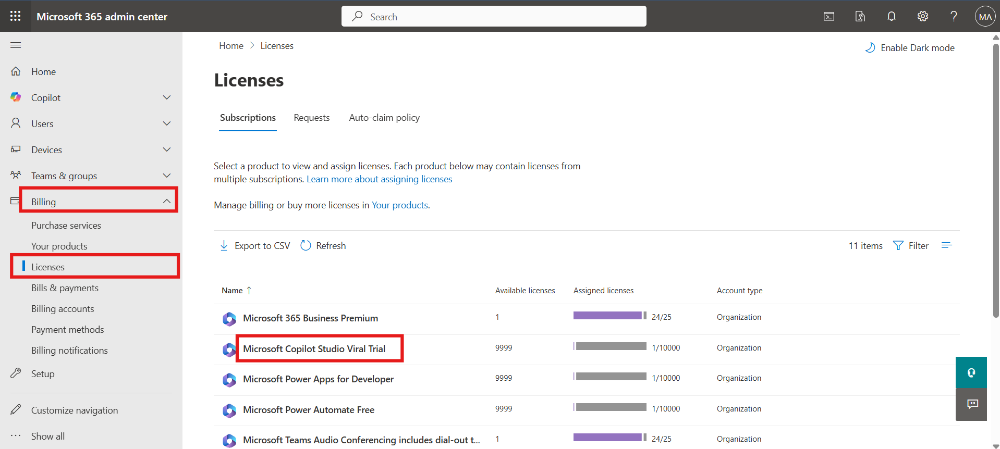 Microsoft 365 admin center
Search
MA
Home
Copilot
Users
Devices
Teams & groups
Billing
Purchase services
Your products
Licenses
Bills & payments
Billing accounts
Payment methods
Billing notifications
Setup
Customize navigation
Show all
Home > Licenses
Enable Dark mode
Licenses
Subscriptions Requests Auto-claim policy
Select a product to view and assign licenses. Each product below may contain licenses from
multiple subscriptions. Learn more about assigning licenses
Manage billing or buy more licenses in Your products.
Export to CSV Refresh 11 items Filter
Name ↑ Available licenses Assigned licenses Account type
Microsoft 365 Business Premium 1 24/25 Organization
Microsoft Copilot Studio Viral Trial 9999 1/10000 Organization
Microsoft Power Apps for Developer 9999 1/10000 Organization
Microsoft Power Automate Free 9999 1/10000 Organization
Microsoft Teams Audio Conferencing includes dial-out t... 1 24/25 Organization